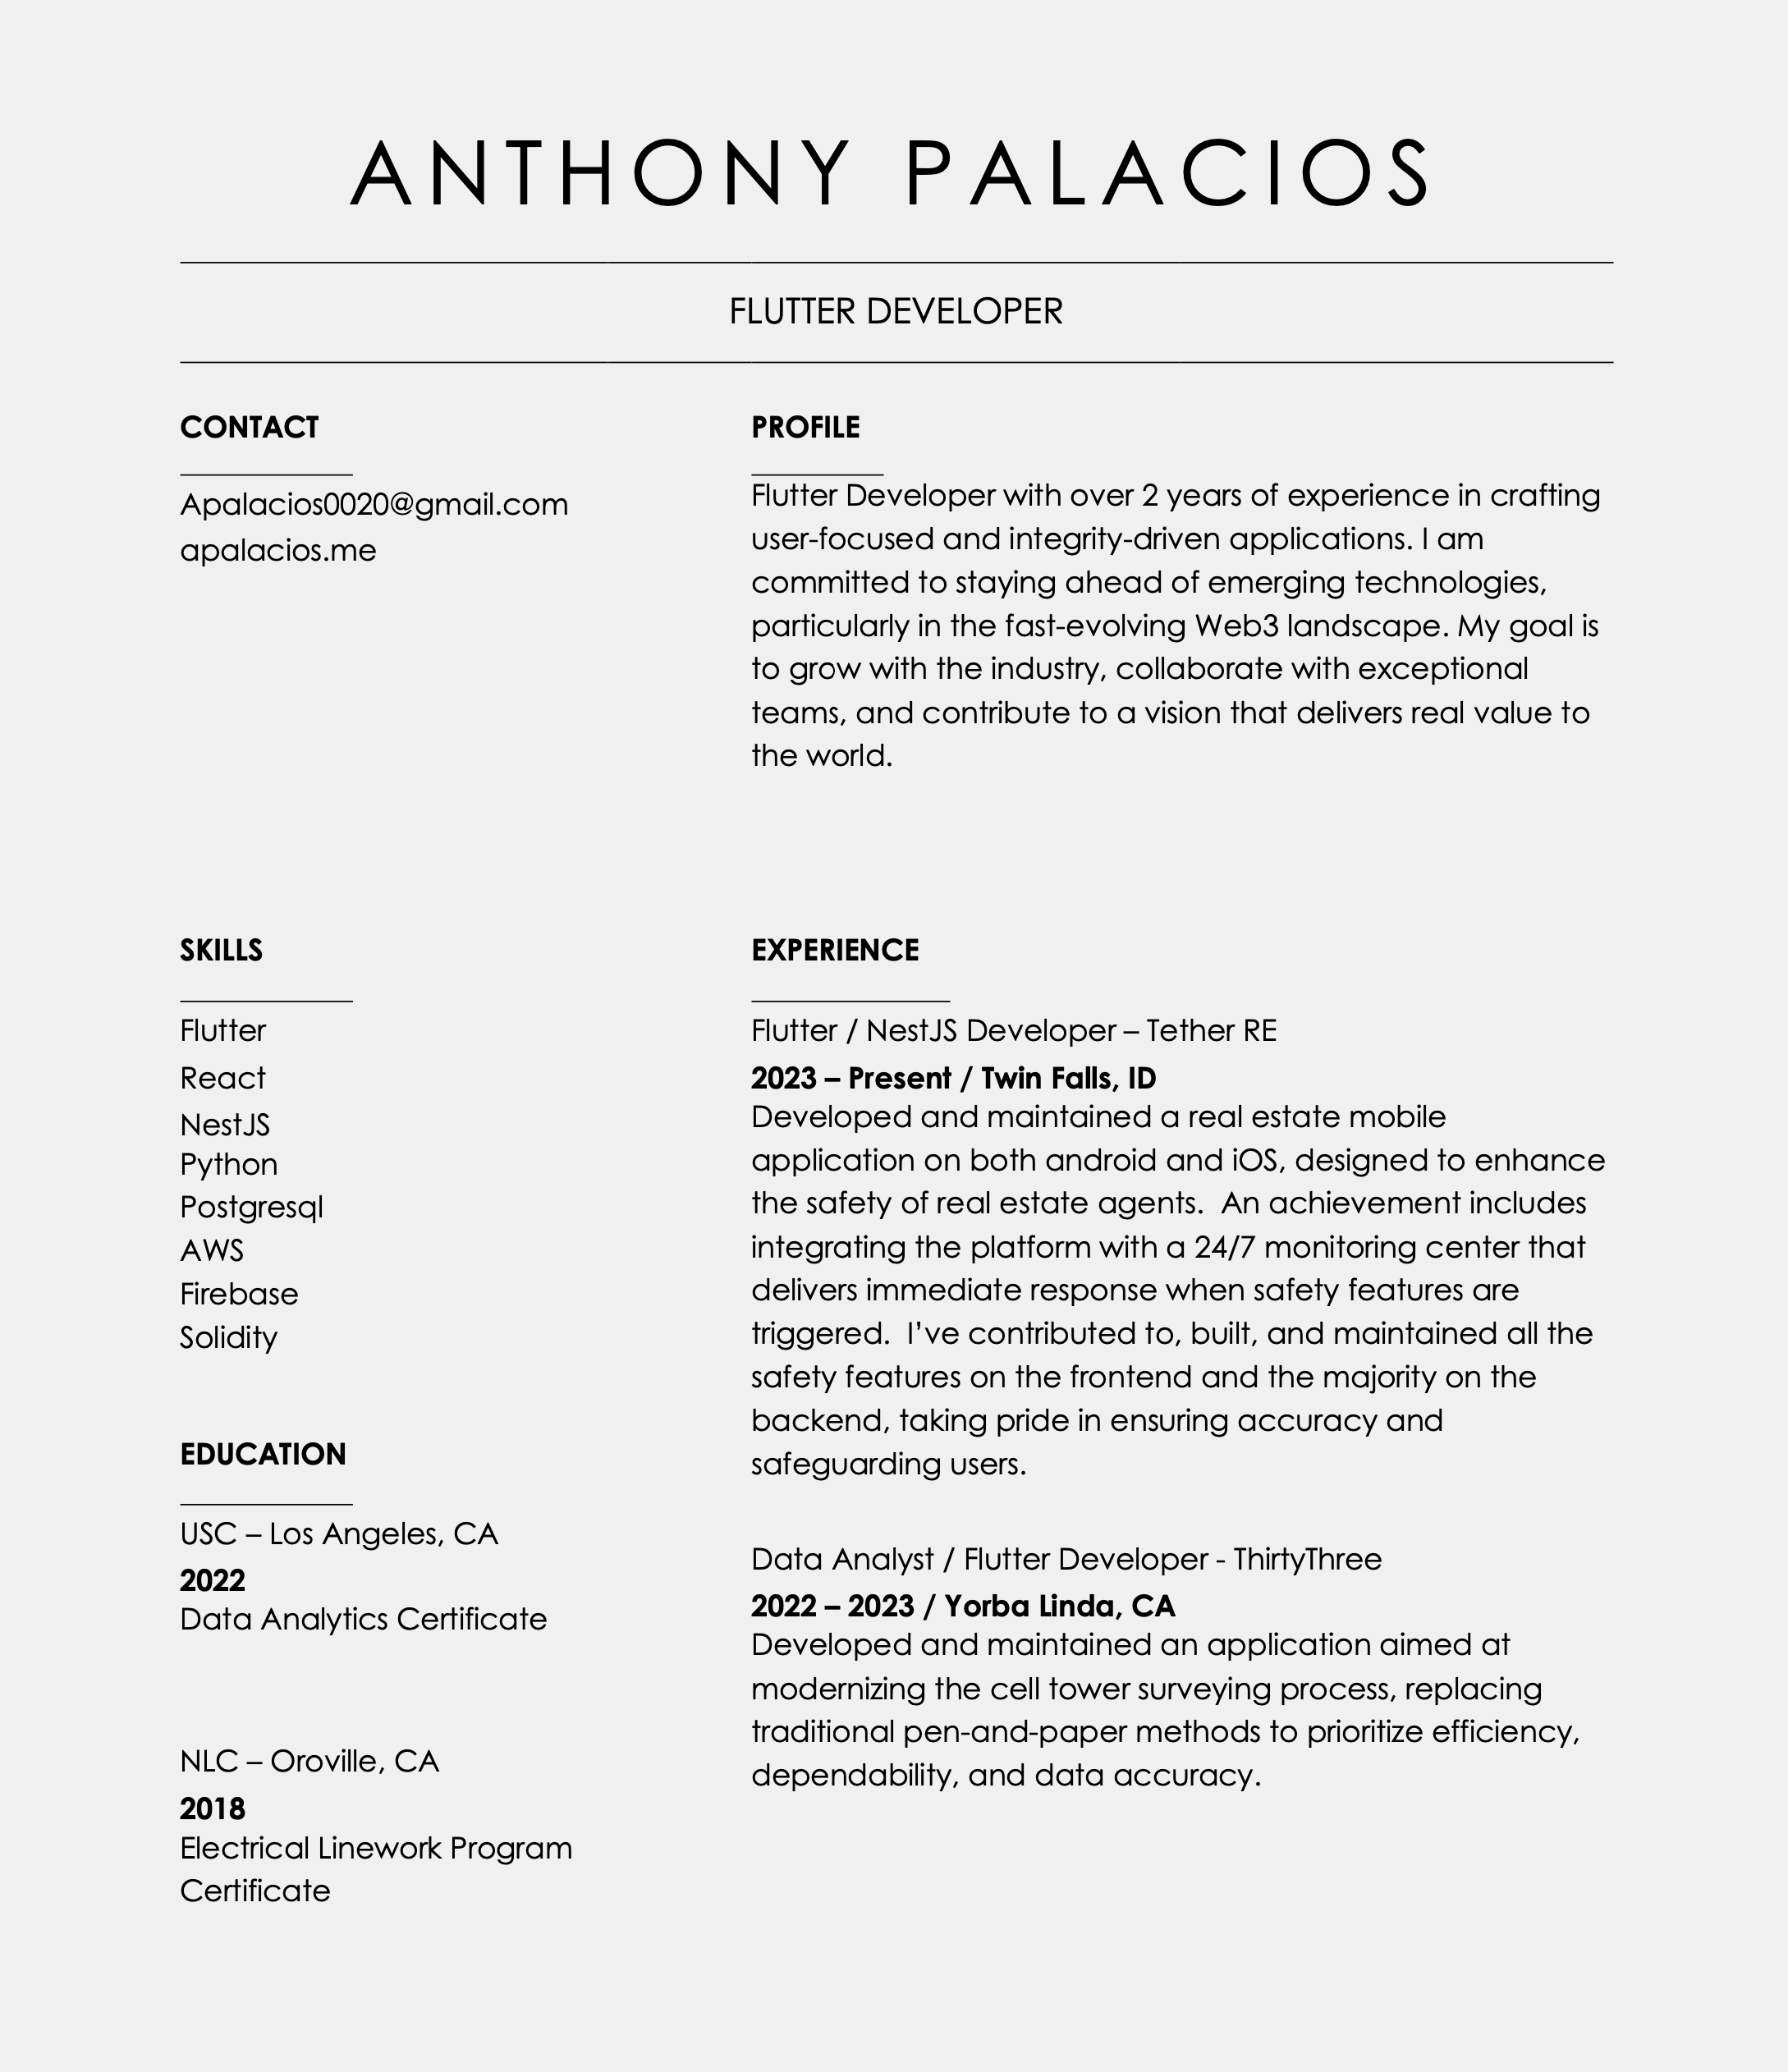 ANTHONY PALACIOS
FLUTTER DEVELOPER
CONTACT
Apalacios0020@gmail.com
apalacios.me
PROFILE
Flutter Developer with over 2 years of experience in crafting
user-focused and integrity-driven applications. I am
committed to staying ahead of emerging technologies,
particularly in the fast-evolving Web3 landscape. My goal is
to grow with the industry, collaborate with exceptional
teams, and contribute to a vision that delivers real value to
the world.
SKILLS
Flutter
React
NestJS
Python
Postgresql
AWS
Firebase
Solidity
EDUCATION
USC – Los Angeles, CA
2022
Data Analytics Certificate
NLC – Oroville, CA
2018
Electrical Linework Program
Certificate
EXPERIENCE
Flutter / NestJS Developer – Tether RE
2023 – Present / Twin Falls, ID
Developed and maintained a real estate mobile
application on both android and iOS, designed to enhance
the safety of real estate agents.  An achievement includes
integrating the platform with a 24/7 monitoring center that
delivers immediate response when safety features are
triggered.  I’ve contributed to, built, and maintained all the
safety features on the frontend and the majority on the
backend, taking pride in ensuring accuracy and
safeguarding users.
Data Analyst / Flutter Developer - ThirtyThree
2022 – 2023 / Yorba Linda, CA
Developed and maintained an application aimed at
modernizing the cell tower surveying process, replacing
traditional pen-and-paper methods to prioritize efficiency,
dependability, and data accuracy.